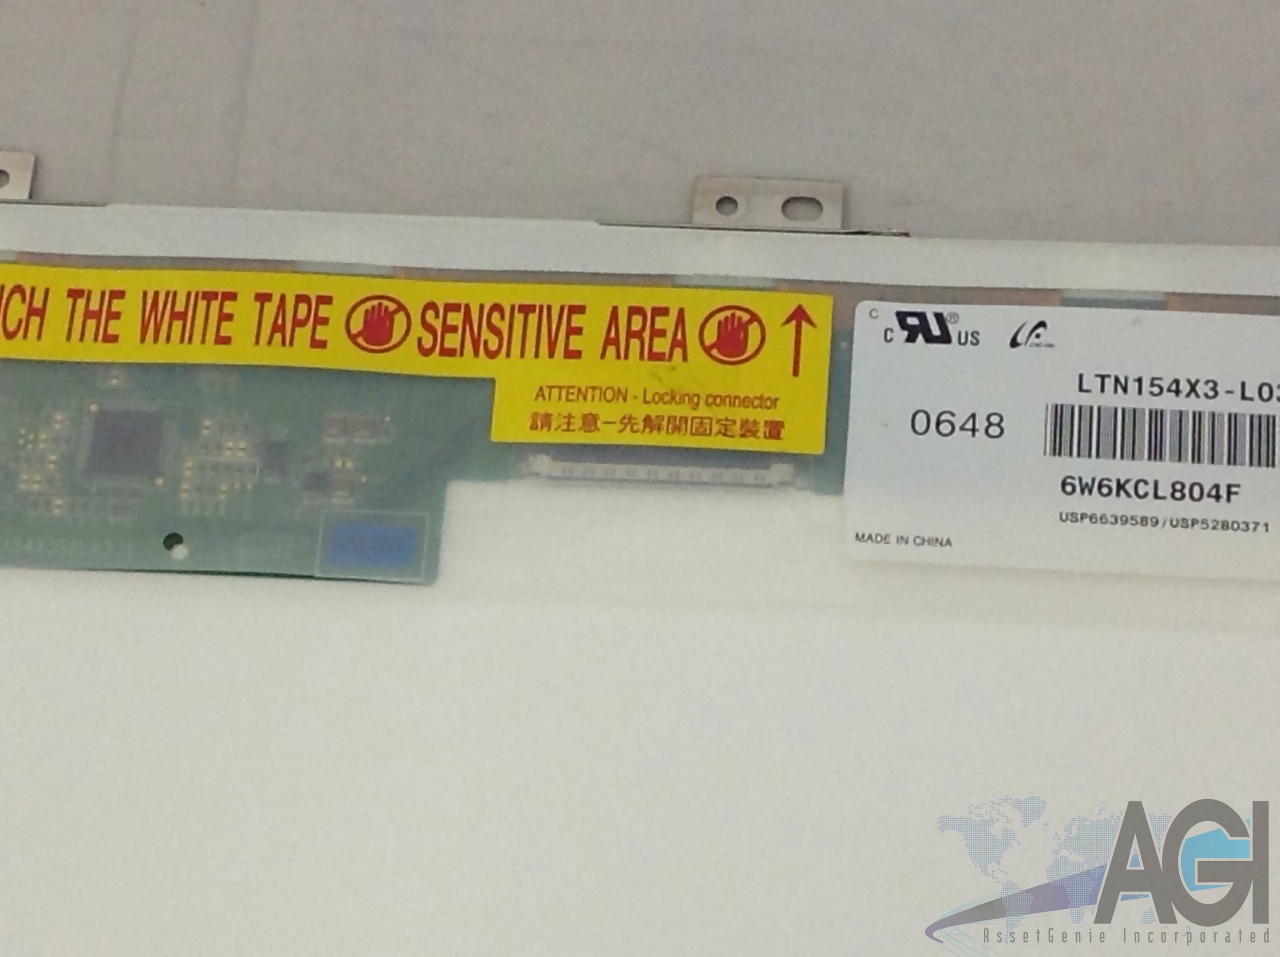 THE WHITE TAPE SENSITIVE AREA
ATTENTION - Locking connector
請注意-先解開固定裝置
C
c RU ® US
LTN154X3-L0
0648
6W6KCL804F
USP6639589/USP5280371
MADE IN CHINA
AGI
AssetGenie Incorporated